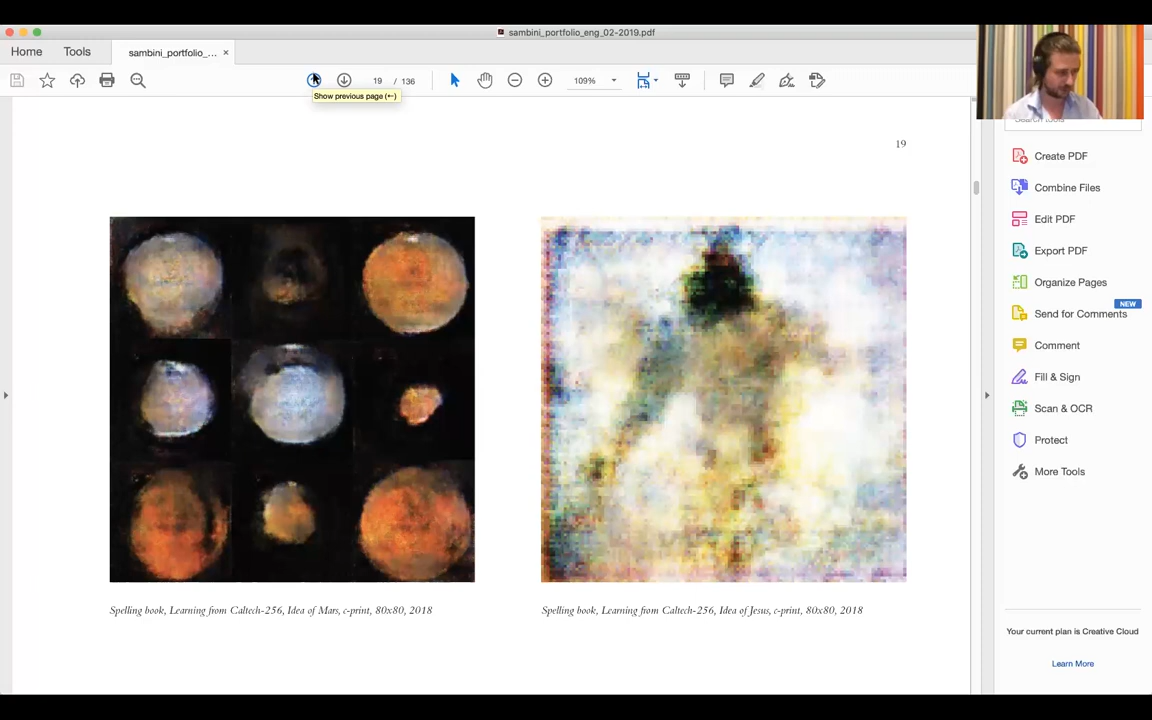 sambini_portfolio_eng_02-2019.pdf
Home
Tools
sambini_portfolio_... ×
19 / 136
109%
Show previous page (←)
19
Create PDF
Combine Files
Edit PDF
Export PDF
Organize Pages
NEW
Send for Comments
Comment
Fill & Sign
Scan & OCR
Protect
More Tools
Spelling book, Learning from Caltech-256, Idea of Mars, c-print, 80x80, 2018
Spelling book, Learning from Caltech-256, Idea of Jesus, c-print, 80x80, 2018
Your current plan is Creative Cloud
Learn More